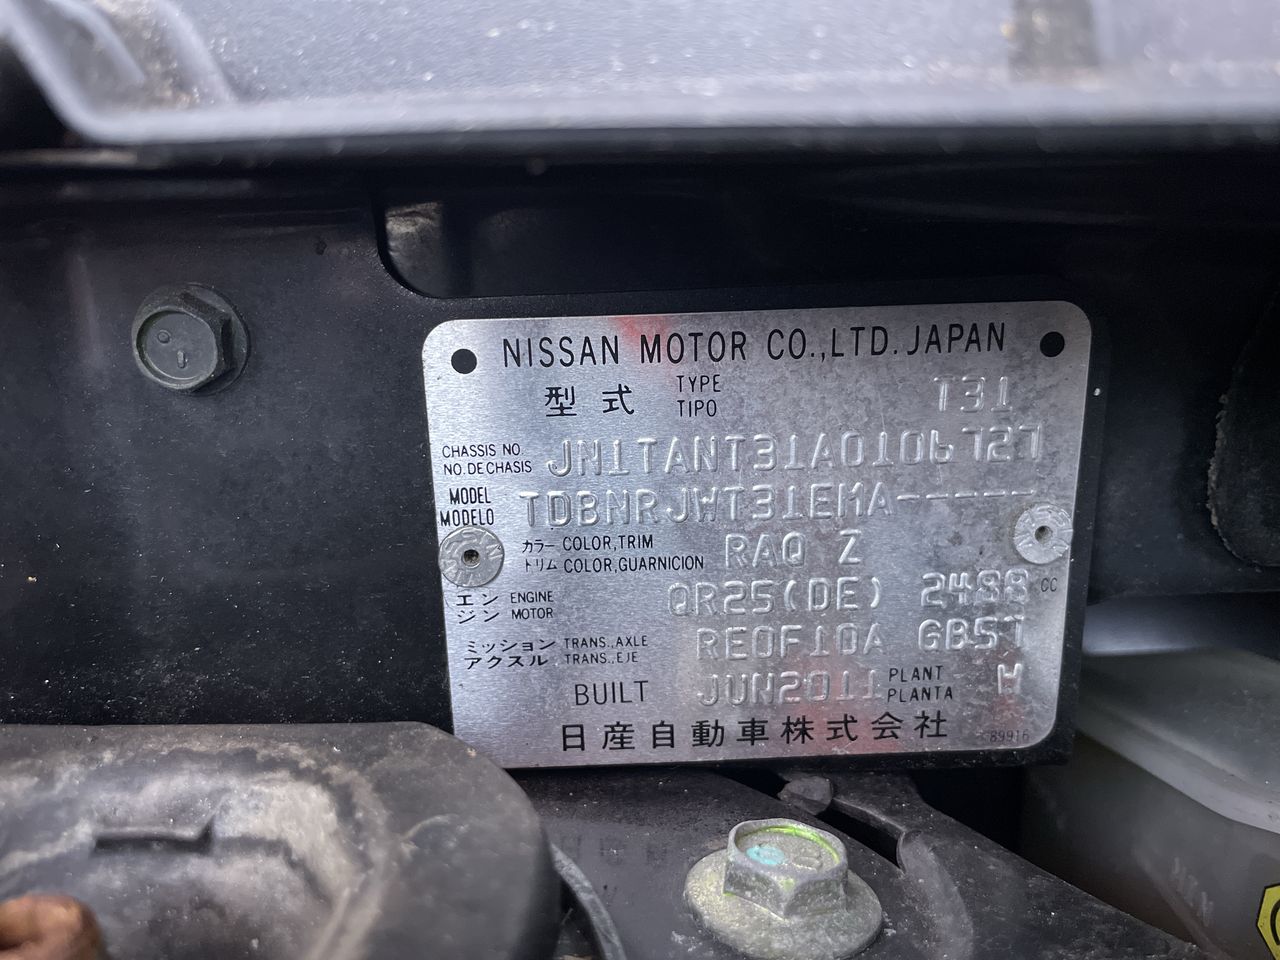 NISSAN MOTOR CO.,LTD. JAPAN
型式 TYPE TIPO T31
CHASSIS NO NO. DE CHASIS JN1TANT31A0106727
MODEL MODELO TDBNRJWT31EMA-----
カラー COLOR,TRIM
トリム COLOR,GUARNICION RAQ Z
エンジン ENGINE MOTOR QR25(DE) 2488 CC
ミッション TRANS.,AXLE
アクスル TRANS.,EJE RE0F10A GB57
BUILT JUN2011 PLANT PLANTA W
日産自動車株式会社 89916